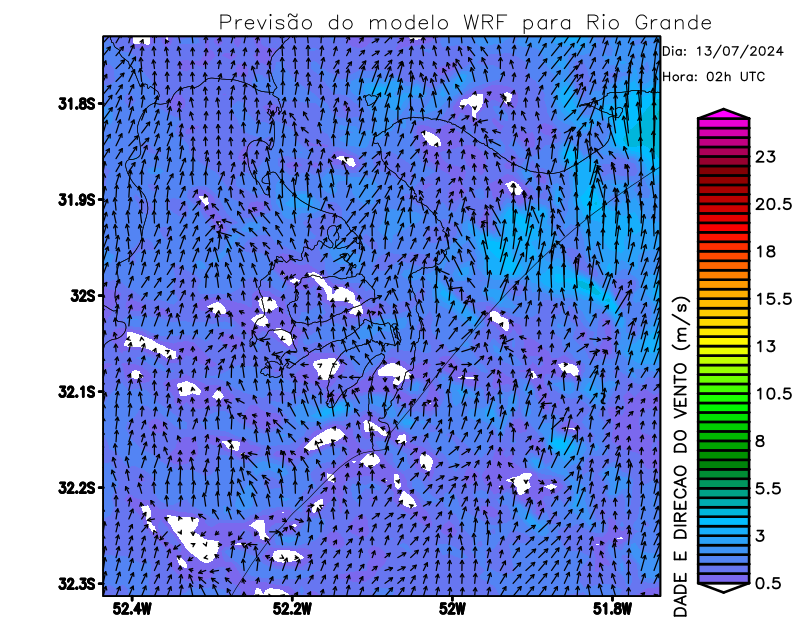 Previsão do modelo WRF para Rio Grande
Dia: 13/07/2024
Hora: 02h UTC
31.8S
31.9S
32S
32.1S
32.2S
32.3S
52.4W
52.2W
52W
51.8W
23
20.5
18
15.5
13
10.5
8
5.5
3
0.5
DADE E DIRECAO DO VENTO (m/s)